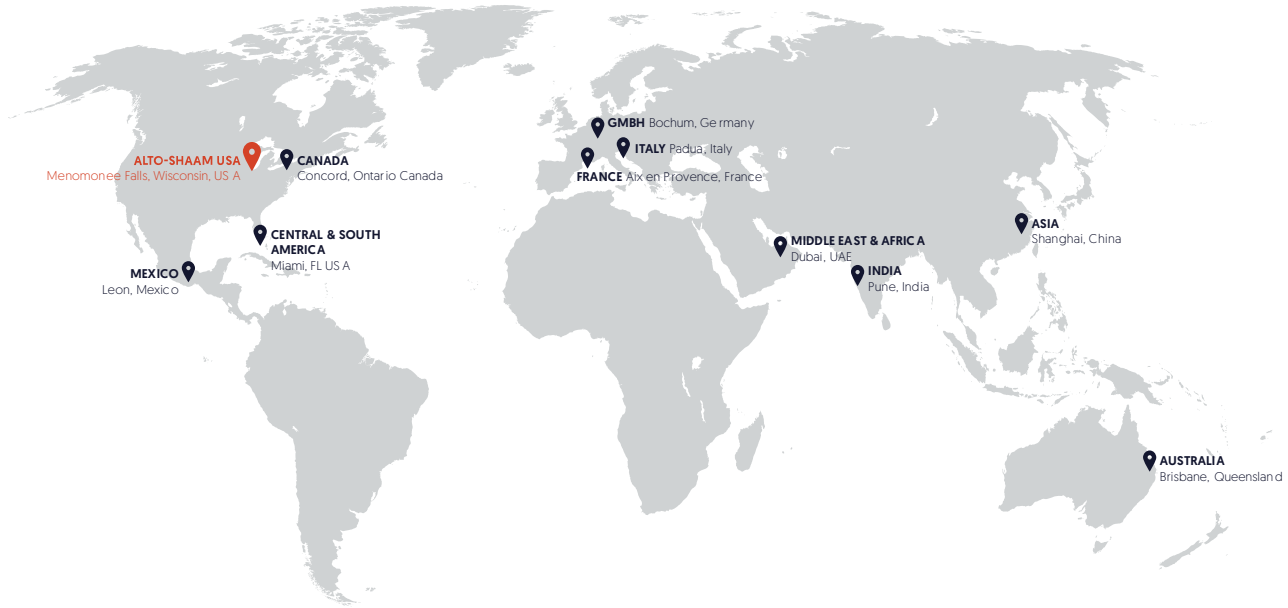 GMBH Bochum, Germany
ITALY Padua, Italy
FRANCE Aix en Provence, France
ALTO-SHAAM USA
Menomonee Falls, Wisconsin, US A
CANADA
Concord, Ontario Canada
CENTRAL & SOUTH
AMERICA
Miami, FL US A
MEXICO
Leon, Mexico
MIDDLE EAST & AFRICA
Dubai, UAE
INDIA
Pune, India
ASIA
Shanghai, China
AUSTRALIA
Brisbane, Queensland